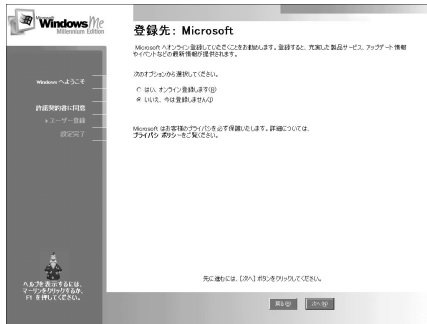 Windows Me
Millennium Edition
登録先: Microsoft
Microsoft へオンライン登録していただくことをお勧めします。登録すると、充実した製品サービス、アップデート情報
やイベントなどの最新情報が提供されます。
次のオプションから選択してください。
はい、オンライン登録します(R)
いいえ、今は登録しません(I)
Microsoft はお客様のプライバシを必ず保護いたします。詳細については、
プライバシ ポリシーをご覧ください。
Windows へようこそ
許諾契約書に同意
ユーザー登録
設定完了
ヘルプを表示するには、
マーリンをクリックするか、
F1 を押してください。
先に進むには、[次へ] ボタンをクリックしてください。
戻る(B)
次へ(N)